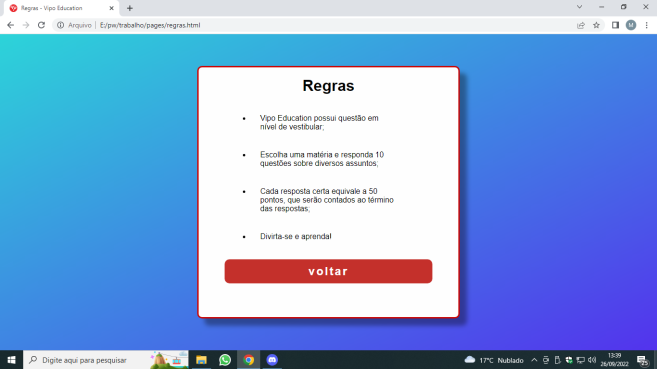 Regras - Vipo Education
Arquivo
E:/pw/trabalho/pages/regras.html
M
Regras
Vipo Education possui questão em
nível de vestibular;
Escolha uma matéria e responda 10
questões sobre diversos assuntos;
Cada resposta certa equivale a 50
pontos, que serão contados ao término
das respostas;
Divirta-se e aprenda!
voltar
Digite aqui para pesquisar
17°C Nublado
13:39
26/09/2022
25